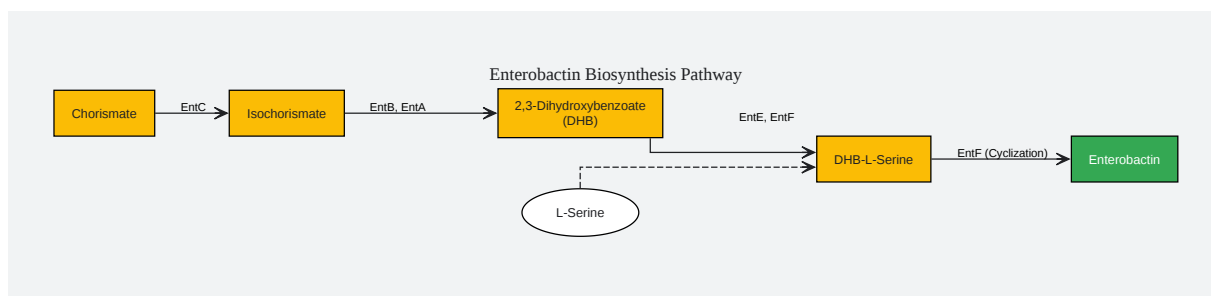 Enterobactin Biosynthesis Pathway
Chorismate
EntC
Isochorismate
EntB, EntA
2,3-Dihydroxybenzoate
(DHB)
EntE, EntF
L-Serine
DHB-L-Serine
EntF (Cyclization)
Enterobactin